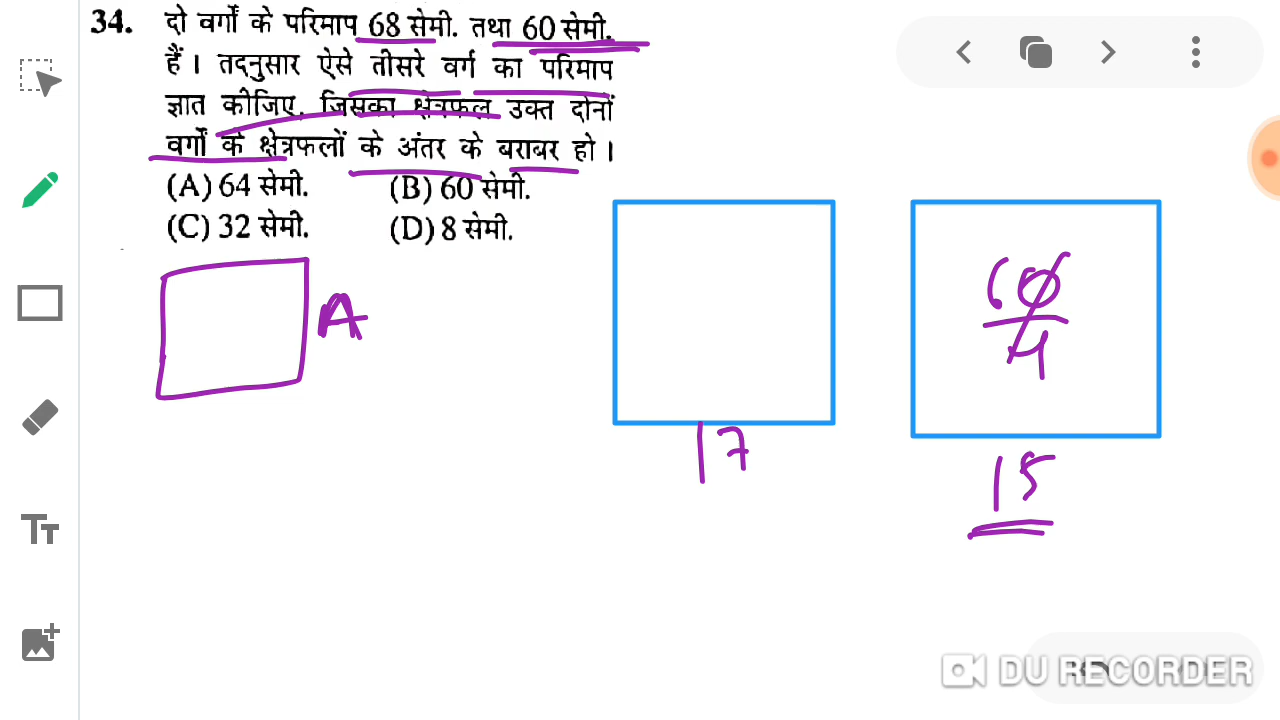 34. दो वर्गों के परिमाप 68 सेमी. तथा 60 सेमी.
हैं। तदनुसार ऐसे तीसरे वर्ग का परिमाप
ज्ञात कीजिए, जिसका क्षेत्रफल उक्त दोनों
वर्गों के क्षेत्रफलों के अंतर के बराबर हो।
(A) 64 सेमी. (B) 60 सेमी.
(C) 32 सेमी. (D) 8 सेमी.
A
60
4
17
15
TT
DU RECORDER